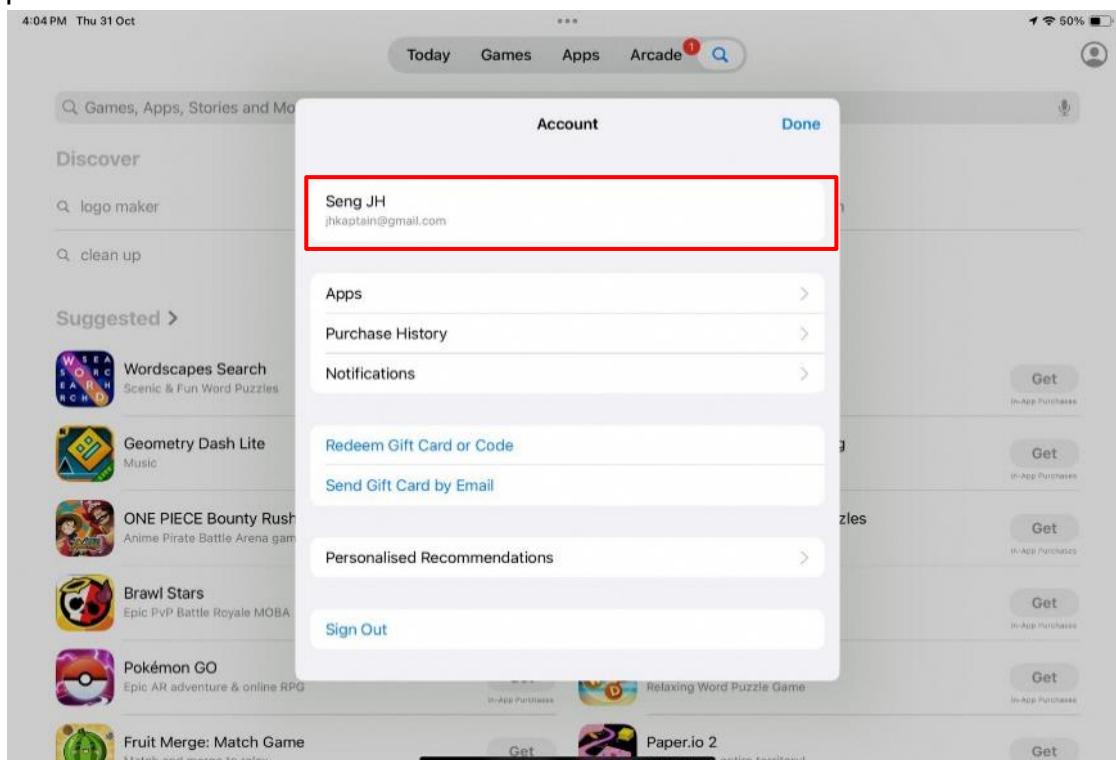 4:04 PM Thu 31 Oct
50%
Today Games Apps Arcade 1
Games, Apps, Stories and Mo
Account Done
Discover
Seng JH
jhkaptain@gmail.com
logo maker
clean up
Apps
Purchase History
Notifications
Suggested
Wordscapes Search
Scenic & Fun Word Puzzles
Get
In-App Purchases
Redeem Gift Card or Code
Send Gift Card by Email
Geometry Dash Lite
Music
g
Get
In-App Purchases
ONE PIECE Bounty Rush
Anime Pirate Battle Arena gam
zles
Get
In-App Purchases
Personalised Recommendations
Brawl Stars
Epic PvP Battle Royale MOBA
Get
In-App Purchases
Sign Out
Pokémon GO
Epic AR adventure & online RPG
In-App Purchases
Relaxing Word Puzzle Game
Get
In-App Purchases
Fruit Merge: Match Game
Get
Paper.io 2
Get